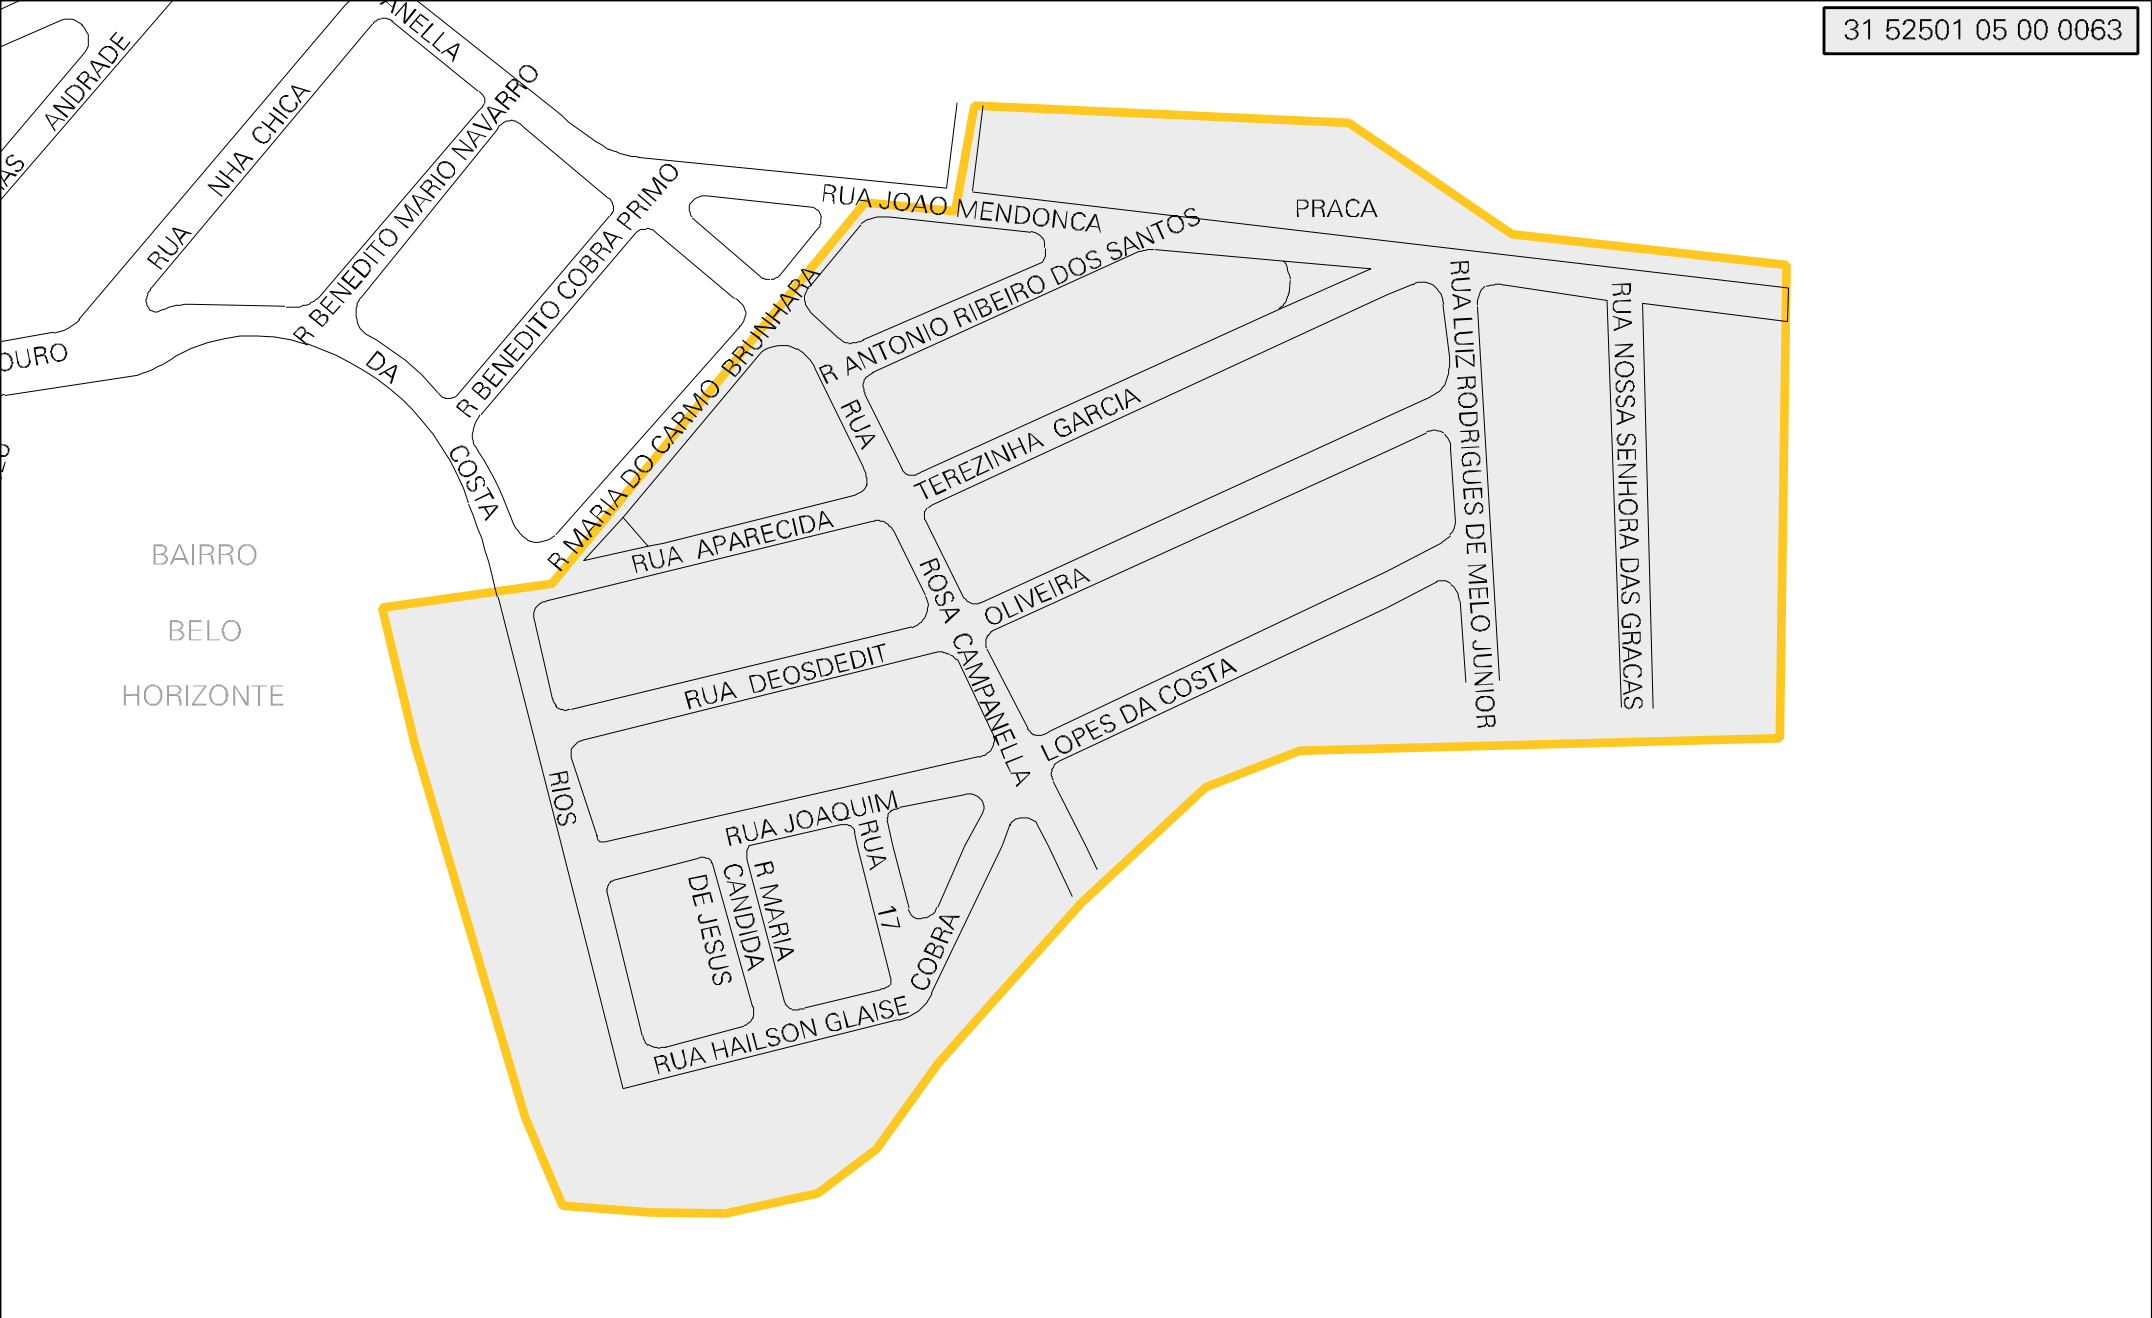 31 52501 05 00 0063
ANELLA
ANDRADE
RUA NHA CHICA
R BENEDITO MARIO NAVARRO
R BENEDITO COBRA PRIMO
RUA JOAO MENDONCA
PRACA
R ANTONIO RIBEIRO DOS SANTOS
R MARIA DO CARMO BRUNHARA
RUA TEREZINHA GARCIA
RUA LUIZ RODRIGUES DE MELO JUNIOR
RUA NOSSA SENHORA DAS GRACAS
OURO
DA
COSTA
RIOS
RUA
ROSA CAMPANELLA
RUA APARECIDA
OLIVEIRA
BAIRRO
BELO
HORIZONTE
RUA DEOSDEDIT
LOPES DA COSTA
RUA JOAQUIM
RUA 17
R MARIA
CANDIDA
DE JESUS
RUA HAILSON GLAISE
COBRA